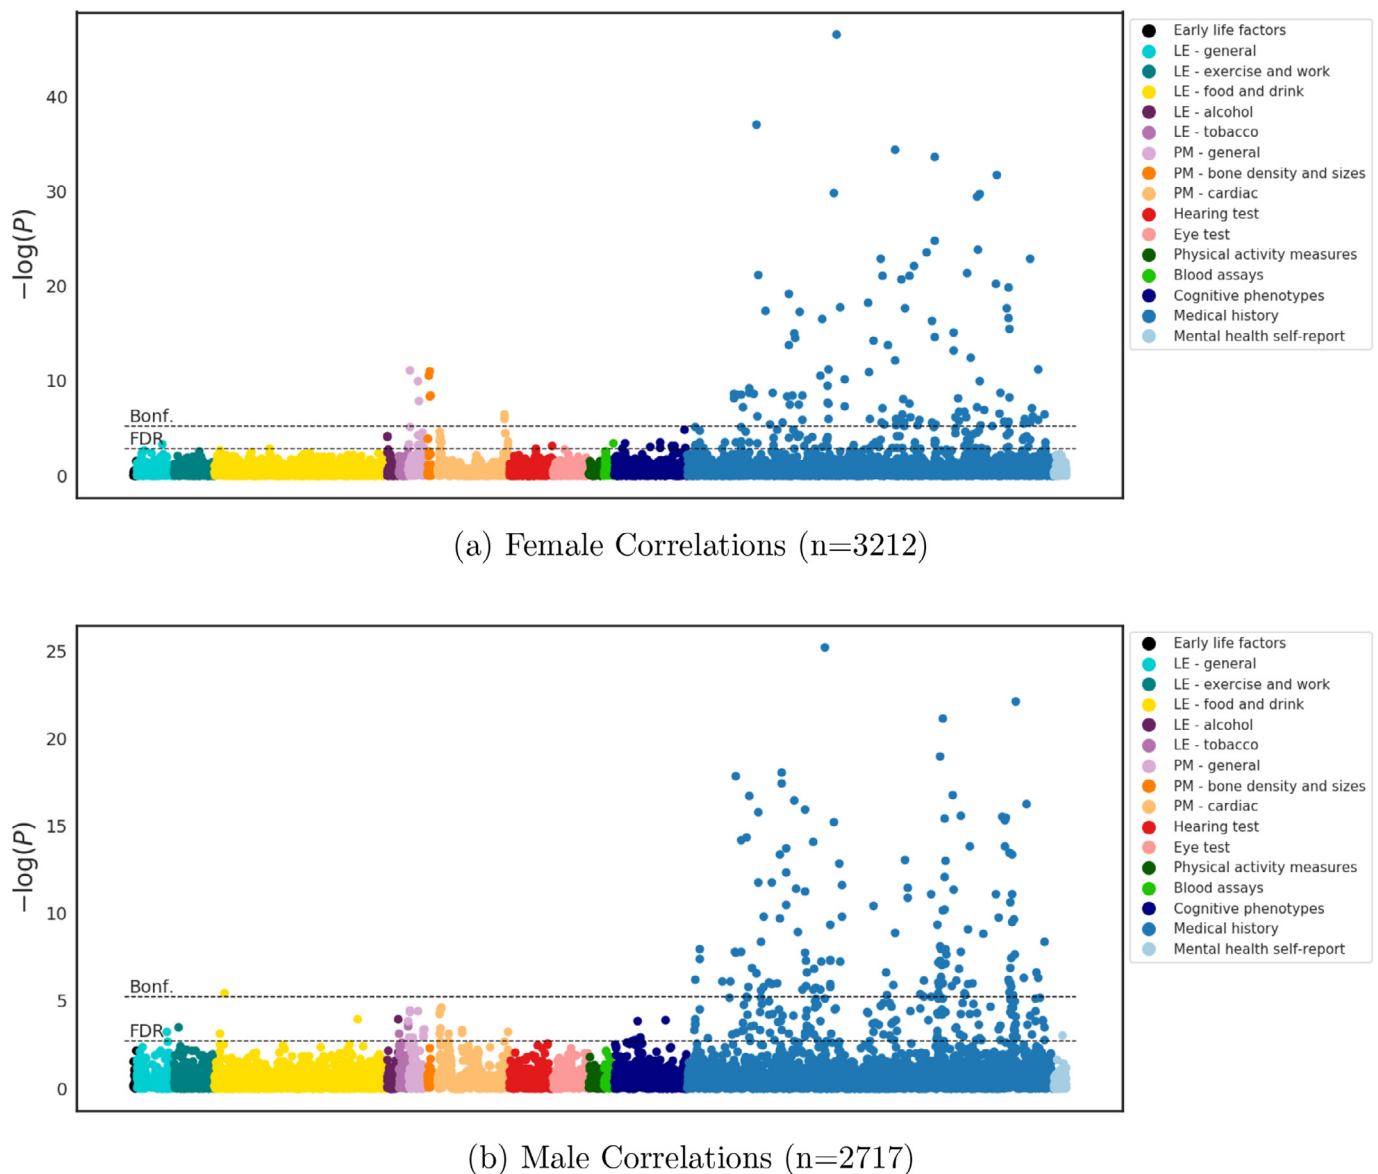 40
30
20
10
0
−log(P)
Bonf.
FDR
Early life factors
LE - general
LE - exercise and work
LE - food and drink
LE - alcohol
LE - tobacco
PM - general
PM - bone density and sizes
PM - cardiac
Hearing test
Eye test
Physical activity measures
Blood assays
Cognitive phenotypes
Medical history
Mental health self-report
(a) Female Correlations (n=3212)
25
20
15
10
5
0
−log(P)
Bonf.
FDR
Early life factors
LE - general
LE - exercise and work
LE - food and drink
LE - alcohol
LE - tobacco
PM - general
PM - bone density and sizes
PM - cardiac
Hearing test
Eye test
Physical activity measures
Blood assays
Cognitive phenotypes
Medical history
Mental health self-report
(b) Male Correlations (n=2717)